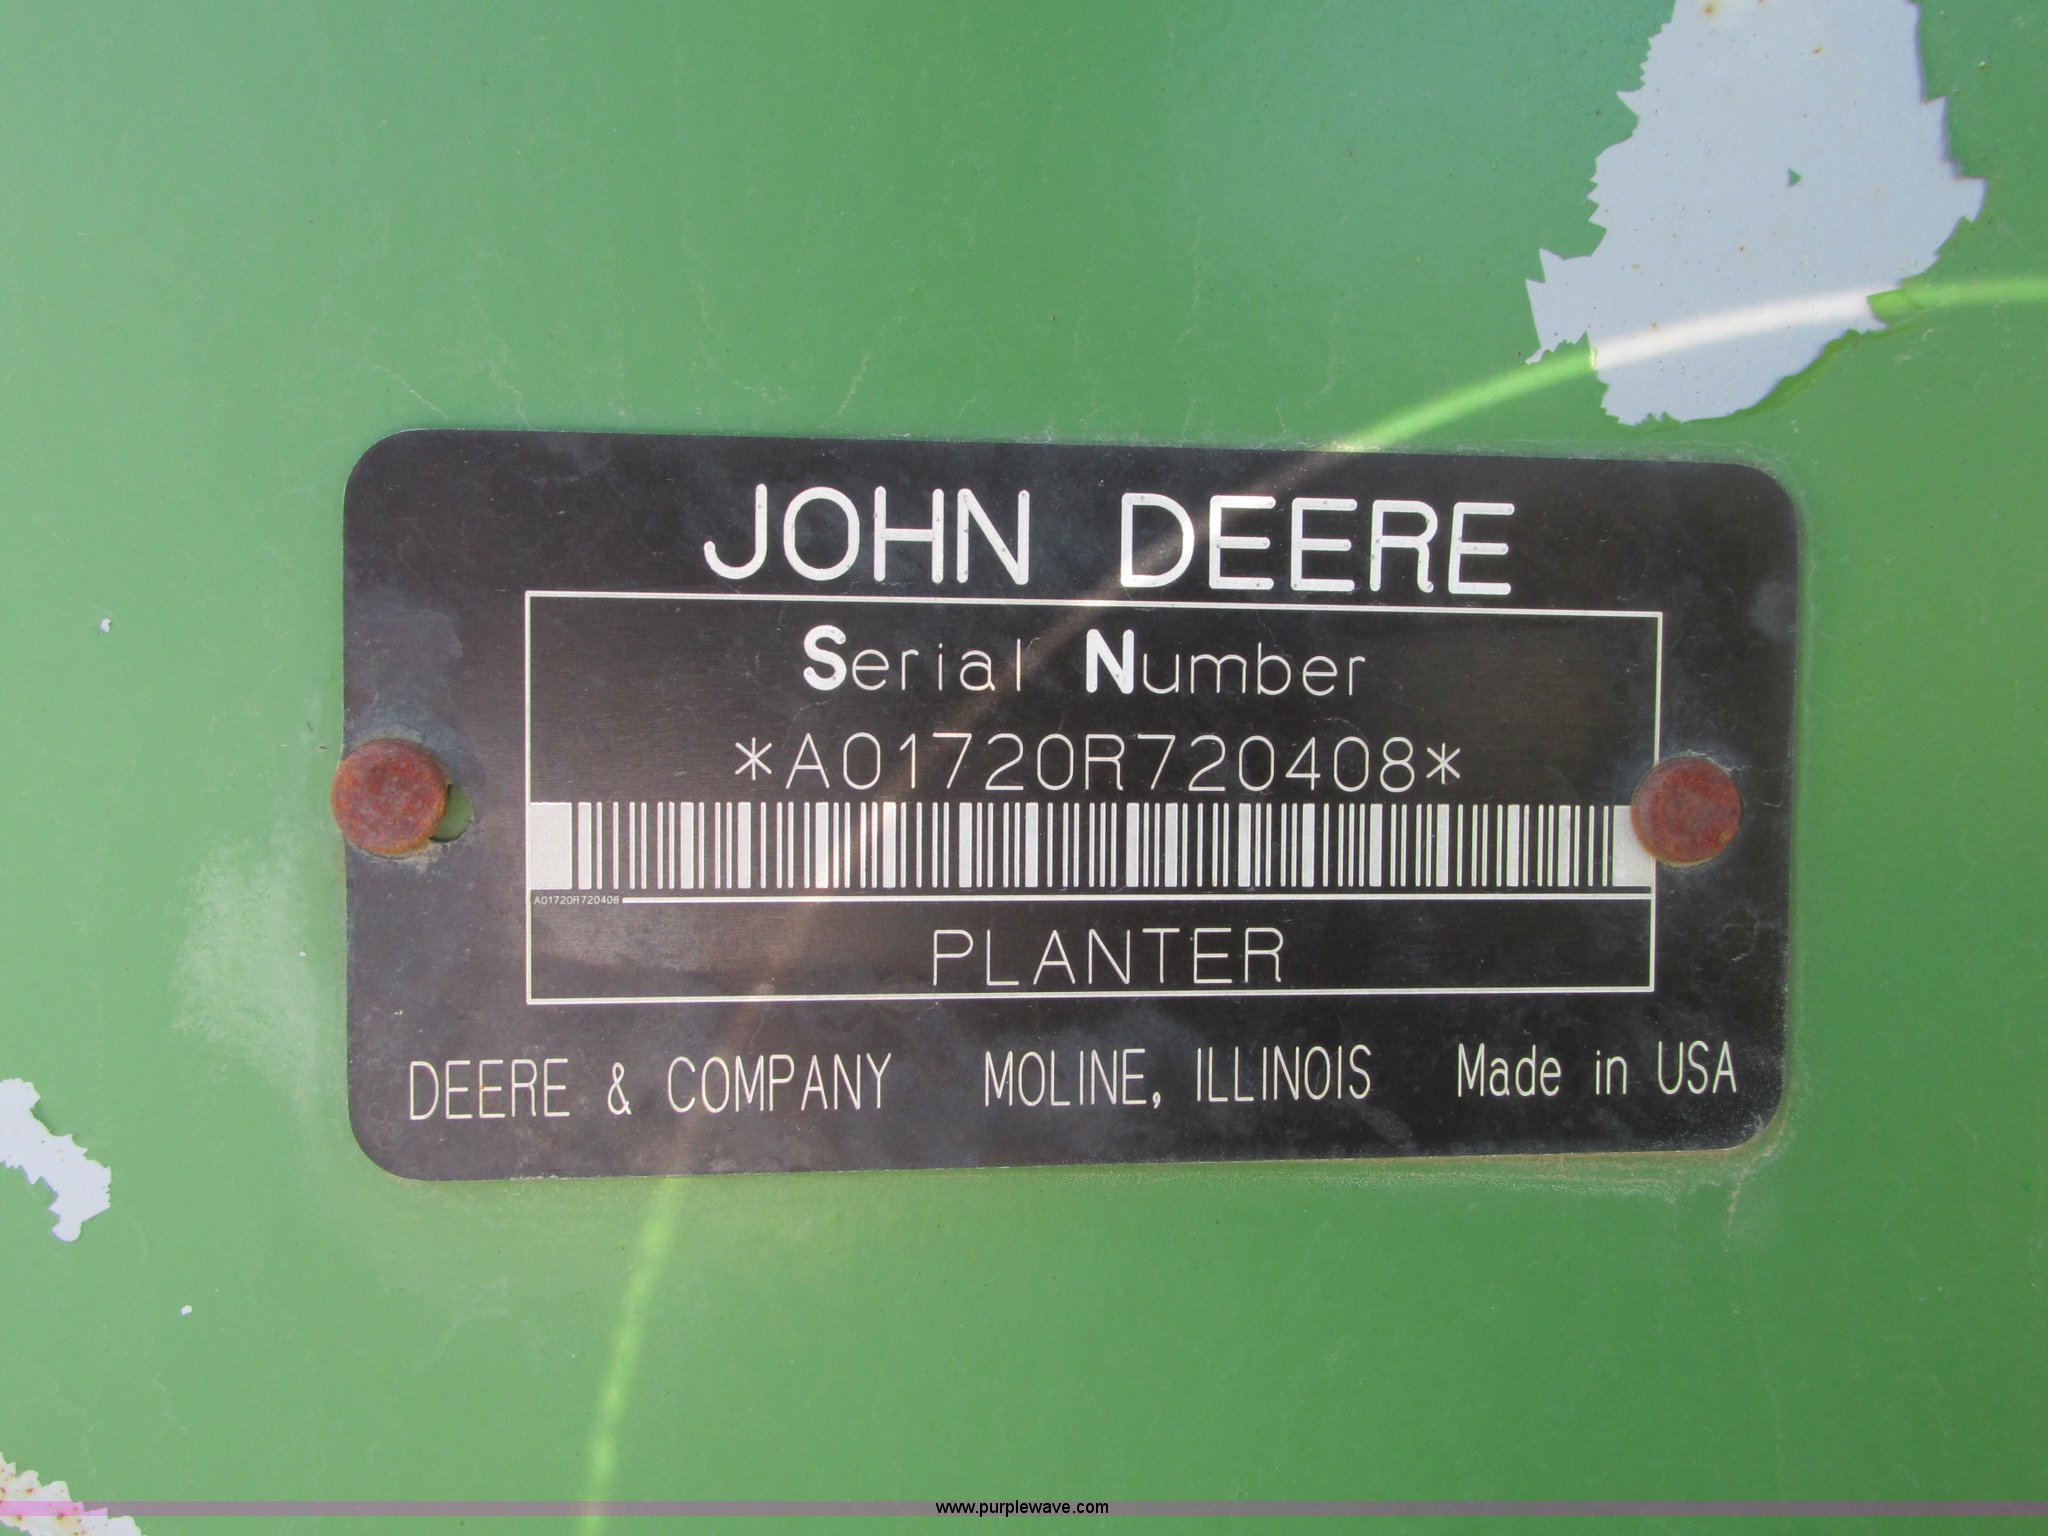 JOHN DEERE
Serial Number
*A01720R720408*
A01720R720408
PLANTER
DEERE & COMPANY MOLINE, ILLINOIS Made in USA
www.purplewave.com